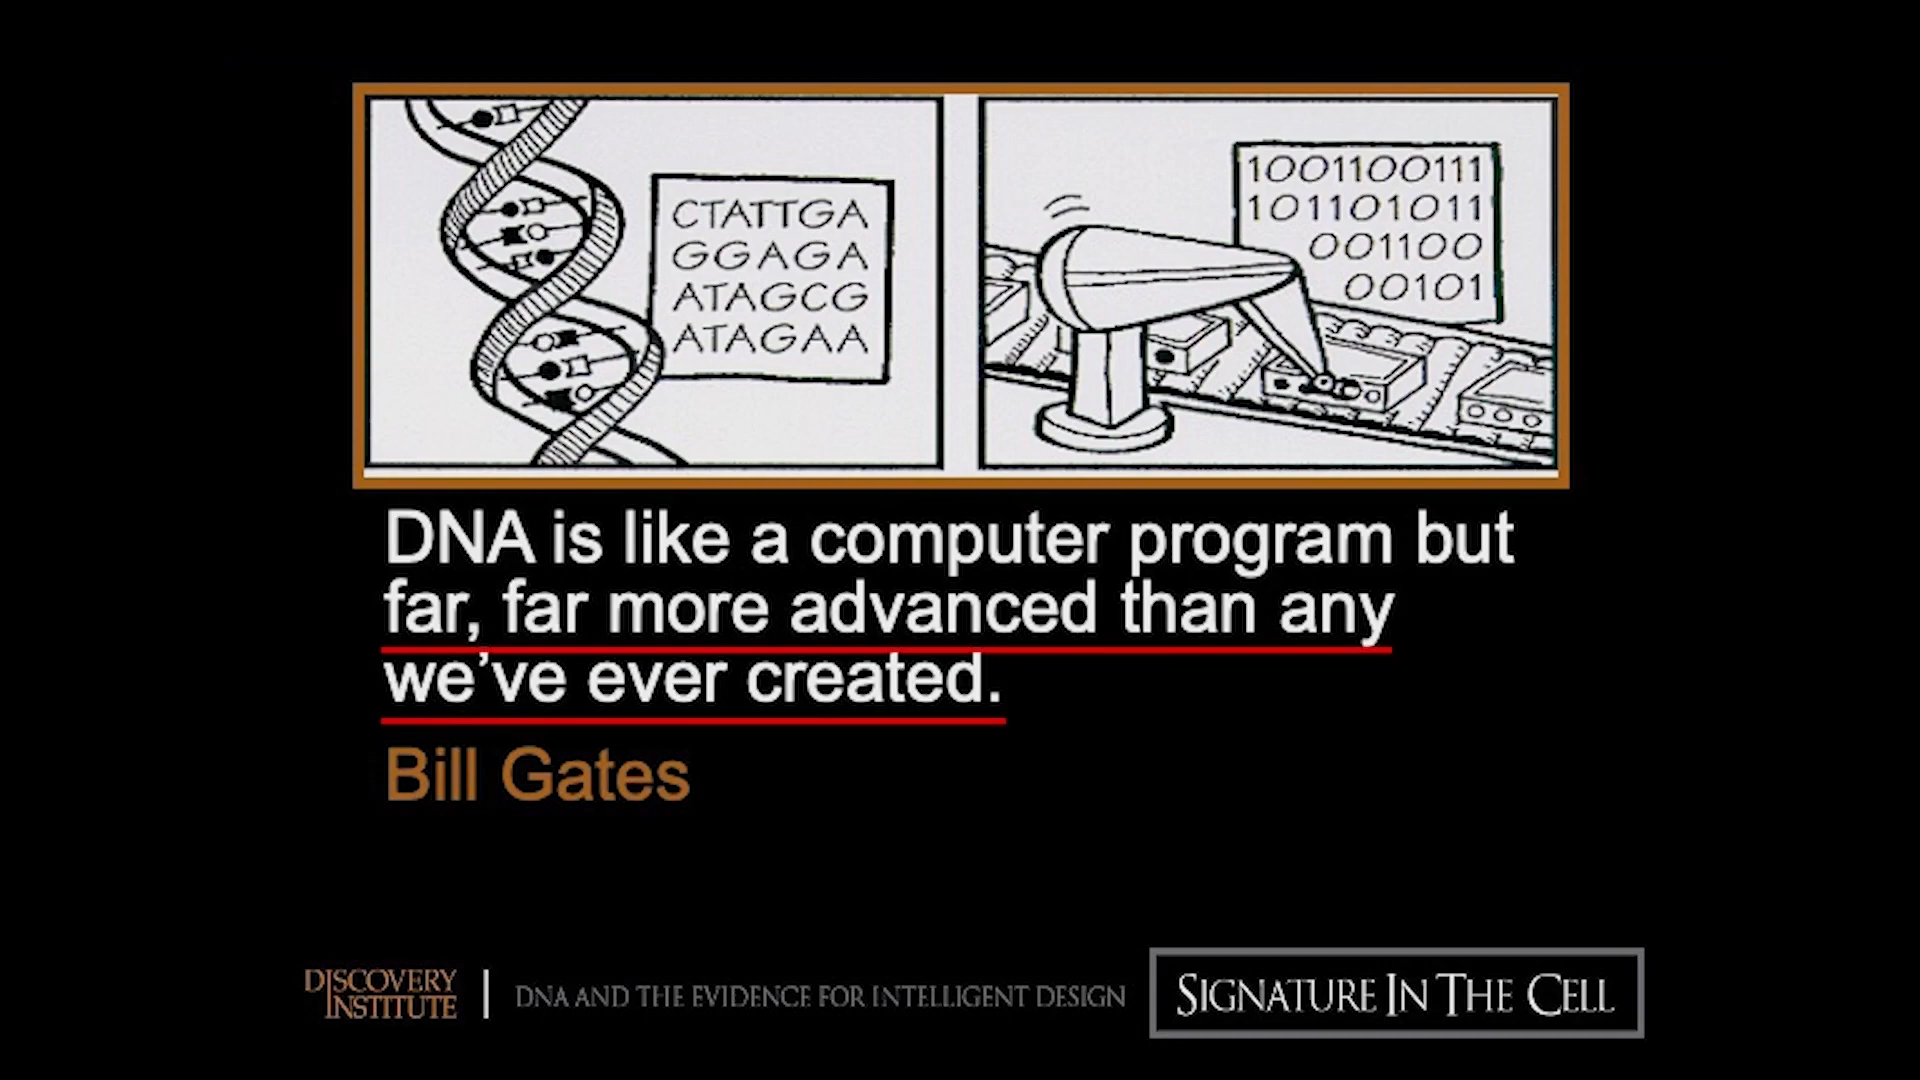 CTATTGA
GGAGA
ATAGCG
ATAGAA
1001100111
101101011
001100
00101
DNA is like a computer program but
far, far more advanced than any
we’ve ever created.
Bill Gates
DISCOVERY
INSTITUTE
DNA AND THE EVIDENCE FOR INTELLIGENT DESIGN
SIGNATURE IN THE CELL